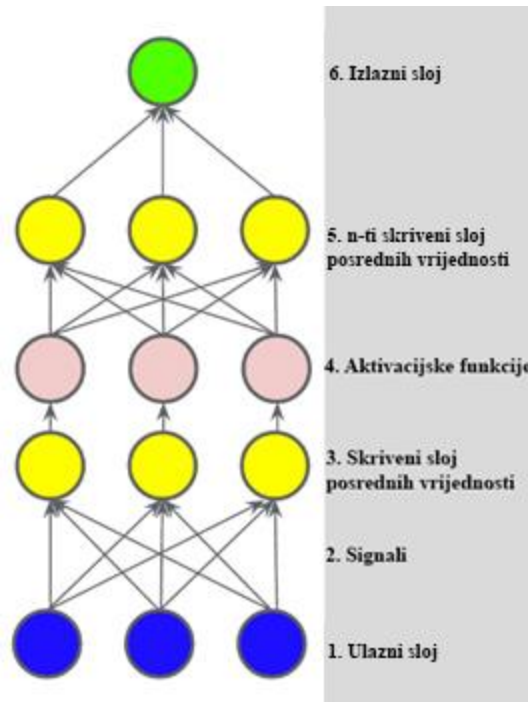 6. Izlazni sloj
5. n-ti skriveni sloj
posrednih vrijednosti
4. Aktivacijske funkcije
3. Skriveni sloj
posrednih vrijednosti
2. Signali
1. Ulazni sloj